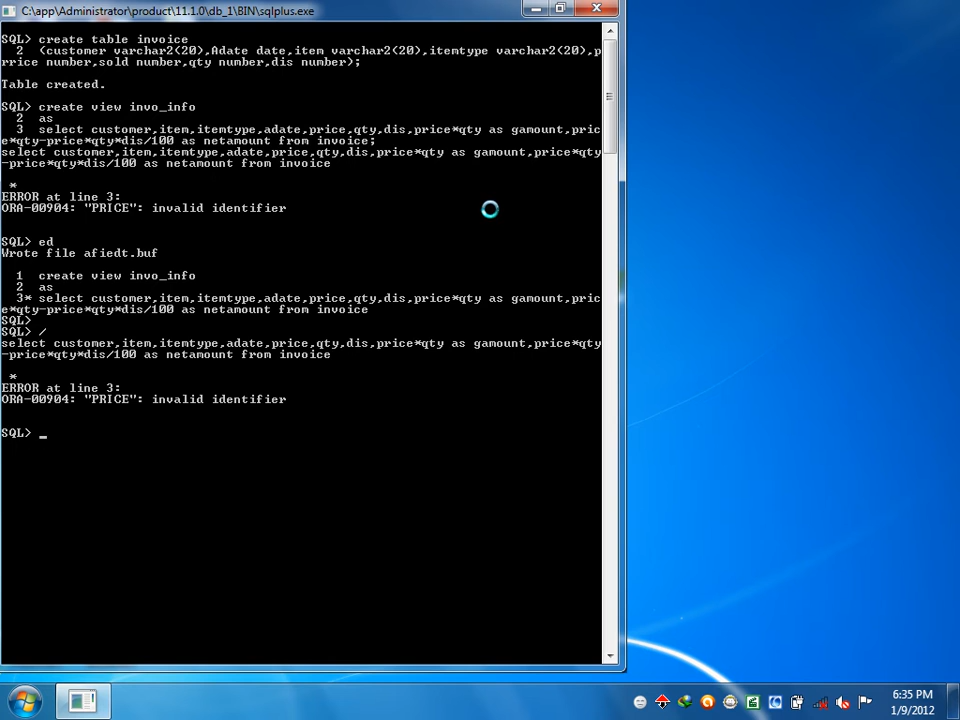 C:\app\Administrator\product\11.1.0\db_1\BIN\sqlplus.exe
SQL> create table invoice
2 (customer varchar2(20),Adate date,item varchar2(20),itemtype varchar2(20),p
rrice number,sold number,qty number,dis number);
Table created.
SQL> create view invo_info
2 as
3 select customer,item,itemtype,adate,price,qty,dis,price*qty as gamount,pric
e*qty-price*qty*dis/100 as netamount from invoice;
select customer,item,itemtype,adate,price,qty,dis,price*qty as gamount,price*qty
-price*qty*dis/100 as netamount from invoice
*
ERROR at line 3:
ORA-00904: "PRICE": invalid identifier
SQL> ed
Wrote file afiedt.buf
1 create view invo_info
2 as
3* select customer,item,itemtype,adate,price,qty,dis,price*qty as gamount,pric
e*qty-price*qty*dis/100 as netamount from invoice
SQL>
SQL> /
select customer,item,itemtype,adate,price,qty,dis,price*qty as gamount,price*qty
-price*qty*dis/100 as netamount from invoice
*
ERROR at line 3:
ORA-00904: "PRICE": invalid identifier
SQL> _
6:35 PM
1/9/2012